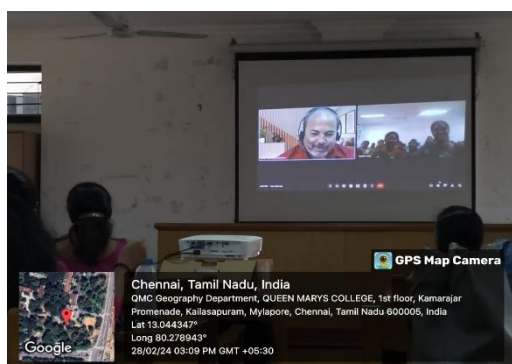 GPS Map Camera
Chennai, Tamil Nadu, India
QMC Geography Department, QUEEN MARYS COLLEGE, 1st floor, Kamarajar
Promenade, Kailasapuram, Mylapore, Chennai, Tamil Nadu 600005, India
Lat 13.044347°
Long 80.278943°
28/02/24 03:09 PM GMT +05:30
Google